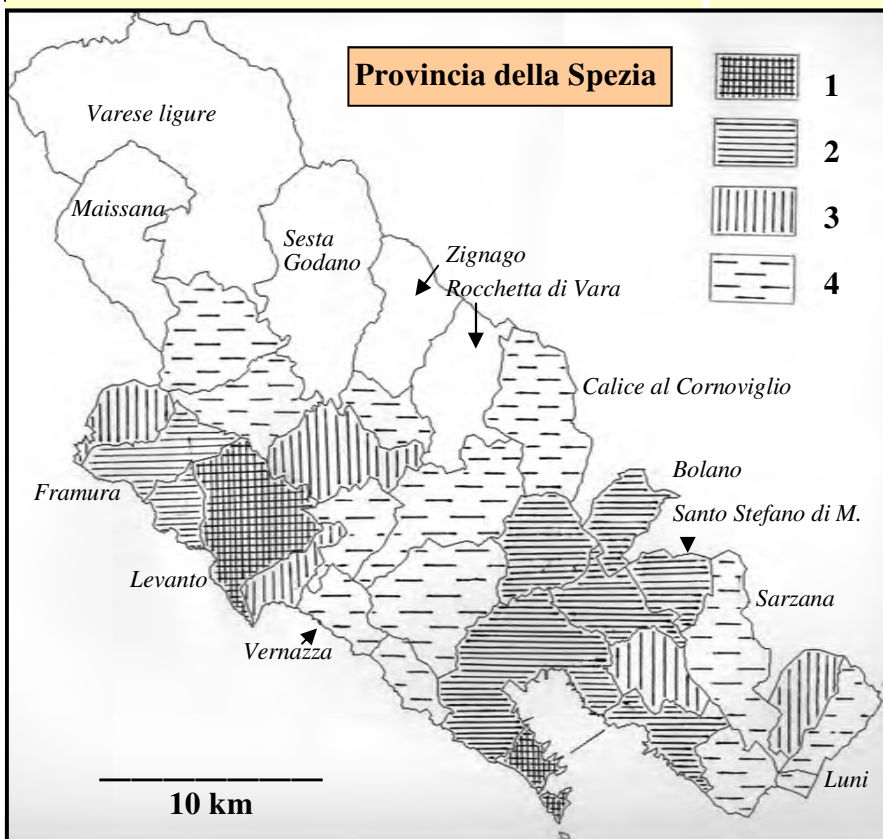 Provincia della Spezia
1
2
3
4
Varese ligure
Maissana
Sesta
Godano
Zignago
Rocchetta di Vara
Calice al Cornoviglio
Bolano
Santo Stefano di M.
Framura
Levanto
Sarzana
Vernazza
Luni
10 km